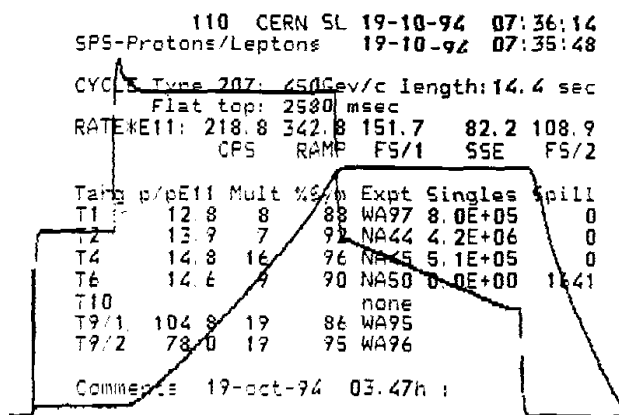 110 CERN SL 19-10-94 07:36:14
SPS-Protons/Leptons 19-10-94 07:35:48
CYCLE Type 207: 450Gev/c length:14.4 sec
Flat top: 2580 msec
RATE*E11: 218.8 342.8 151.7 82.2 108.9
CPS RAMP FS/1 SSE FS/2
Targ p/pE11 Mult %Sym Expt Singles Spill
T1 12.8 8 88 WA97 8.0E+05 0
T2 13.9 7 92 NA44 4.2E+06 0
T4 14.8 16 96 NA45 5.1E+05 0
T6 14.6 9 90 NA50 0.0E+00 1641
T10 none
T9/1 104.8 19 86 WA95
T9/2 78.0 19 95 WA96
Comments 19-oct-94 03.47h :